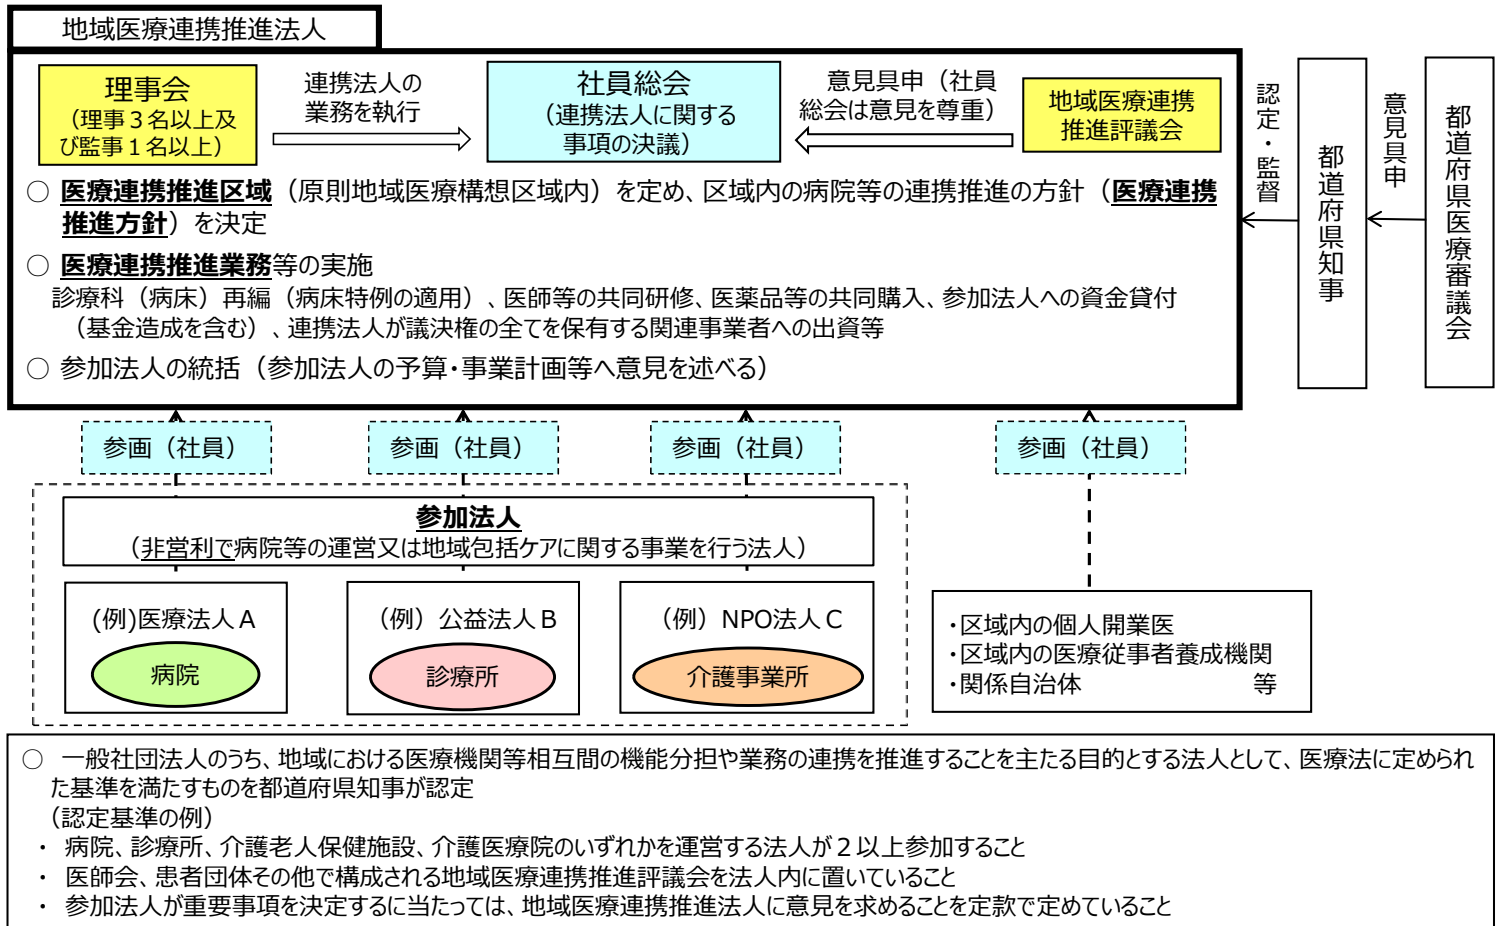 地域医療連携推進法人
理事会
（理事３名以上及
び監事１名以上）
連携法人の
業務を執行
社員総会
（連携法人に関する
事項の決議）
意見具申（社員
総会は意見を尊重）
地域医療連携
推進評議会
認定・監督
都道府県知事
意見具申
都道府県医療審議会
○ 医療連携推進区域（原則地域医療構想区域内）を定め、区域内の病院等の連携推進の方針（医療連携
推進方針）を決定
○ 医療連携推進業務等の実施
診療科（病床）再編（病床特例の適用）、医師等の共同研修、医薬品等の共同購入、参加法人への資金貸付
（基金造成を含む）、連携法人が議決権の全てを保有する関連事業者への出資等
○ 参加法人の統括（参加法人の予算・事業計画等へ意見を述べる）
参画（社員）
参画（社員）
参画（社員）
参画（社員）
参加法人
（非営利で病院等の運営又は地域包括ケアに関する事業を行う法人）
(例)医療法人Ａ
病院
（例）公益法人Ｂ
診療所
（例）NPO法人Ｃ
介護事業所
・区域内の個人開業医
・区域内の医療従事者養成機関
・関係自治体　　　　　　　等
○　一般社団法人のうち、地域における医療機関等相互間の機能分担や業務の連携を推進することを主たる目的とする法人として、医療法に定められ
た基準を満たすものを都道府県知事が認定
（認定基準の例）
・ 病院、診療所、介護老人保健施設、介護医療院のいずれかを運営する法人が２以上参加すること
・ 医師会、患者団体その他で構成される地域医療連携推進評議会を法人内に置いていること
・ 参加法人が重要事項を決定するに当たっては、地域医療連携推進法人に意見を求めることを定款で定めていること